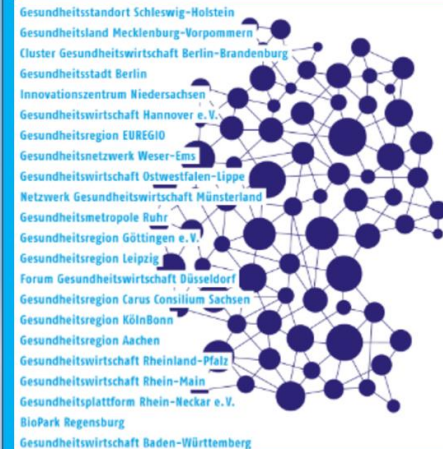 Gesundheitsstandort Schleswig-Holstein
Gesundheitsland Mecklenburg-Vorpommern
Cluster Gesundheitswirtschaft Berlin-Brandenburg
Gesundheitsstadt Berlin
Innovationszentrum Niedersachsen
Gesundheitswirtschaft Hannover e.V.
Gesundheitsregion EUREGIO
Gesundheitsnetzwerk Weser-Ems
Gesundheitswirtschaft Ostwestfalen-Lippe
Netzwerk Gesundheitswirtschaft Münsterland
Gesundheitsmetropole Ruhr
Gesundheitsregion Göttingen e.V.
Gesundheitsregion Leipzig
Forum Gesundheitswirtschaft Düsseldorf
Gesundheitsregion Carus Consilium Sachsen
Gesundheitsregion KölnBonn
Gesundheitsregion Aachen
Gesundheitswirtschaft Rheinland-Pfalz
Gesundheitswirtschaft Rhein-Main
Gesundheitsplattform Rhein-Neckar e.V.
BioPark Regensburg
Gesundheitswirtschaft Baden-Württemberg